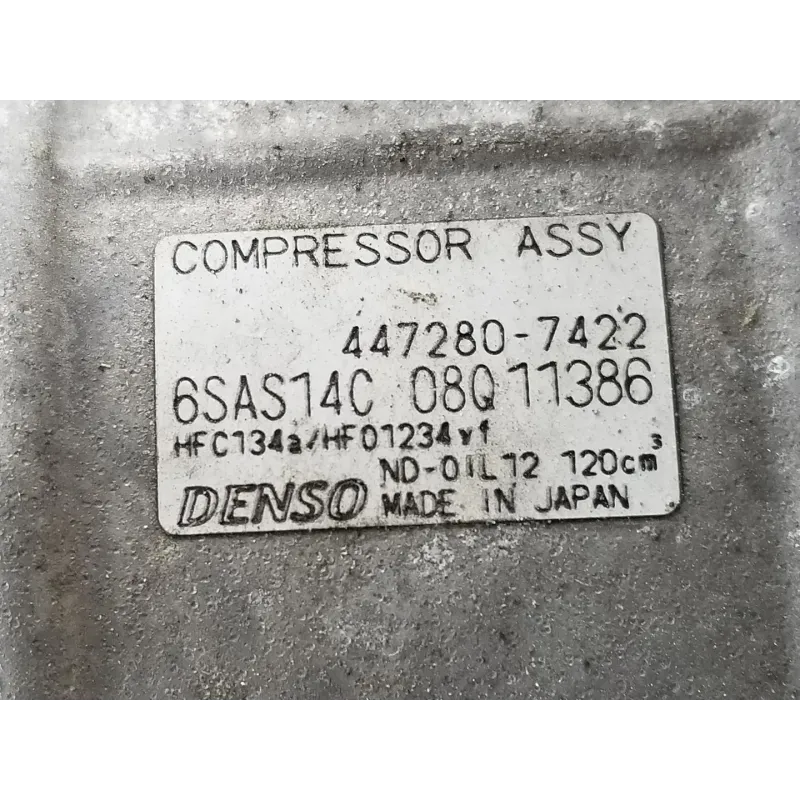 COMPRESSOR ASSY
447280-7422
6SAS14C 08Q11386
HFC134a/HFO1234yf
ND-OIL12 120cm³
DENSO MADE IN JAPAN